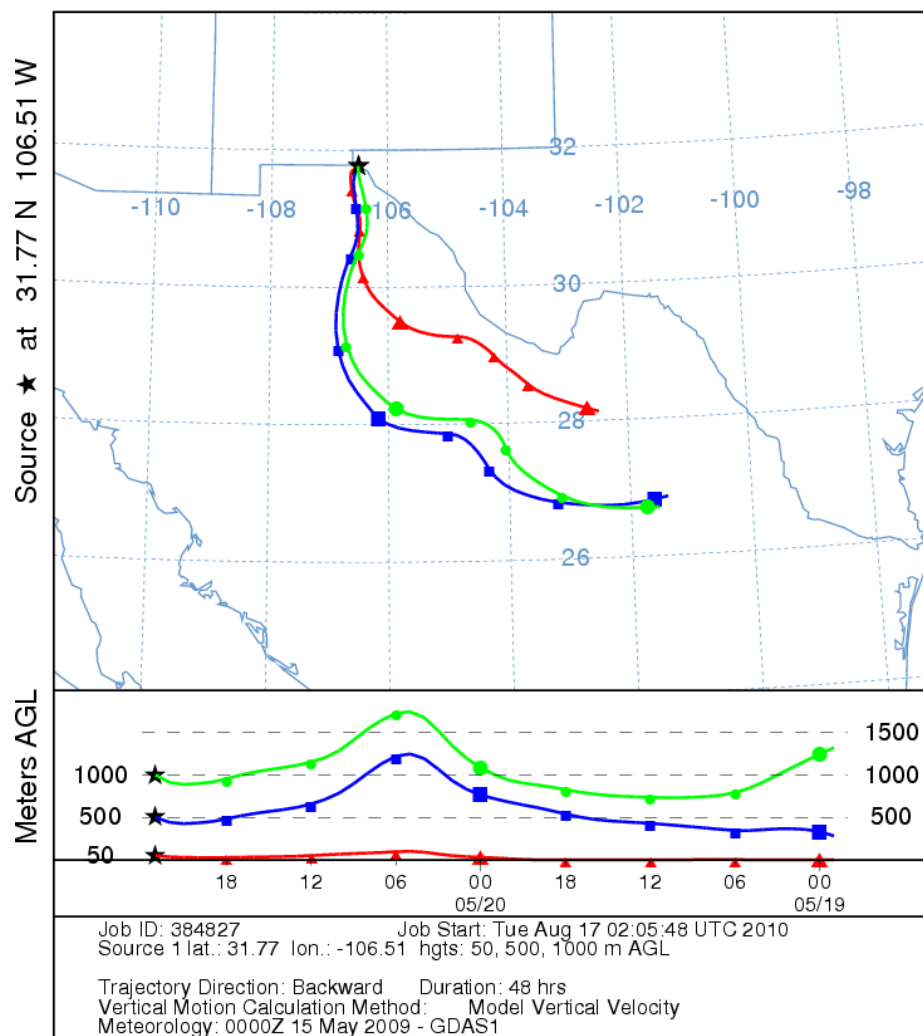 Source ★ at 31.77 N 106.51 W
32
-110 -108 -106 -104 -102 -100 -98
30
28
26
Meters AGL
1500
1000 1000
500 500
50
18 12 06 00 18 12 06 00
05/20 05/19
Job ID: 384827 Job Start: Tue Aug 17 02:05:48 UTC 2010
Source 1 lat.: 31.77 lon.: -106.51 hgts: 50, 500, 1000 m AGL
Trajectory Direction: Backward Duration: 48 hrs
Vertical Motion Calculation Method: Model Vertical Velocity
Meteorology: 0000Z 15 May 2009 - GDAS1